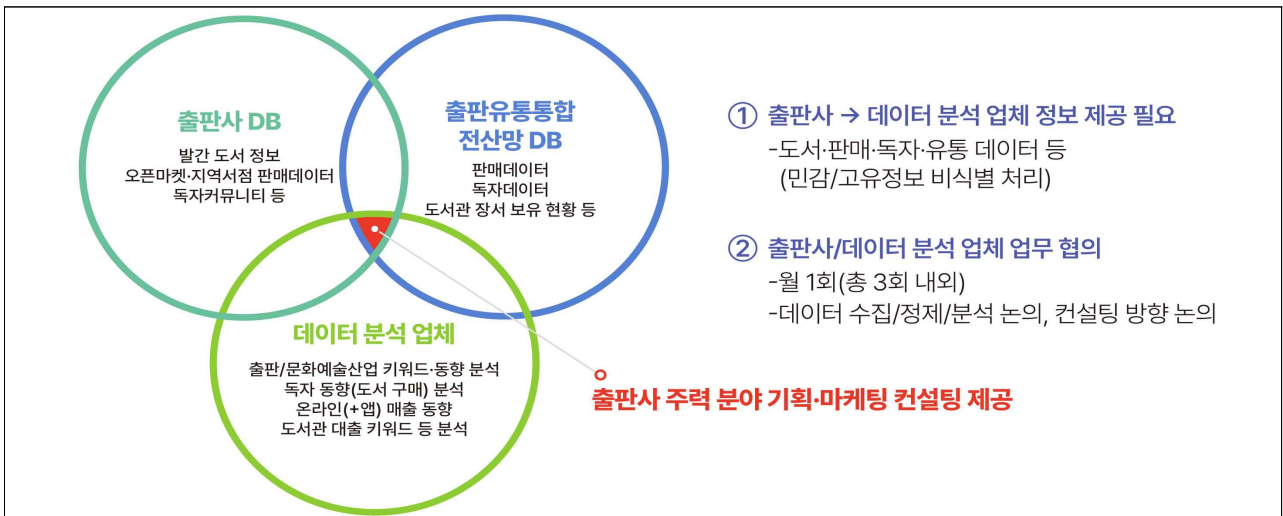 출판사 DB
발간 도서 정보
오픈마켓·지역서점 판매데이터
독자커뮤니티 등
출판유통통합
전산망 DB
판매데이터
독자데이터
도서관 장서 보유 현황 등
데이터 분석 업체
출판/문화예술산업 키워드·동향 분석
독자 동향(도서 구매) 분석
온라인(+앱) 매출 동향
도서관 대출 키워드 등 분석
① 출판사 → 데이터 분석 업체 정보 제공 필요
-도서·판매·독자·유통 데이터 등
(민감/고유정보 비식별 처리)
② 출판사/데이터 분석 업체 업무 협의
-월 1회(총 3회 내외)
-데이터 수집/정제/분석 논의, 컨설팅 방향 논의
출판사 주력 분야 기획·마케팅 컨설팅 제공